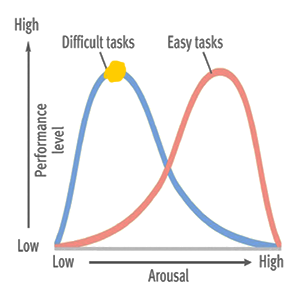 High
Difficult tasks
Easy tasks
Performance
level
Low
Low
High
Arousal